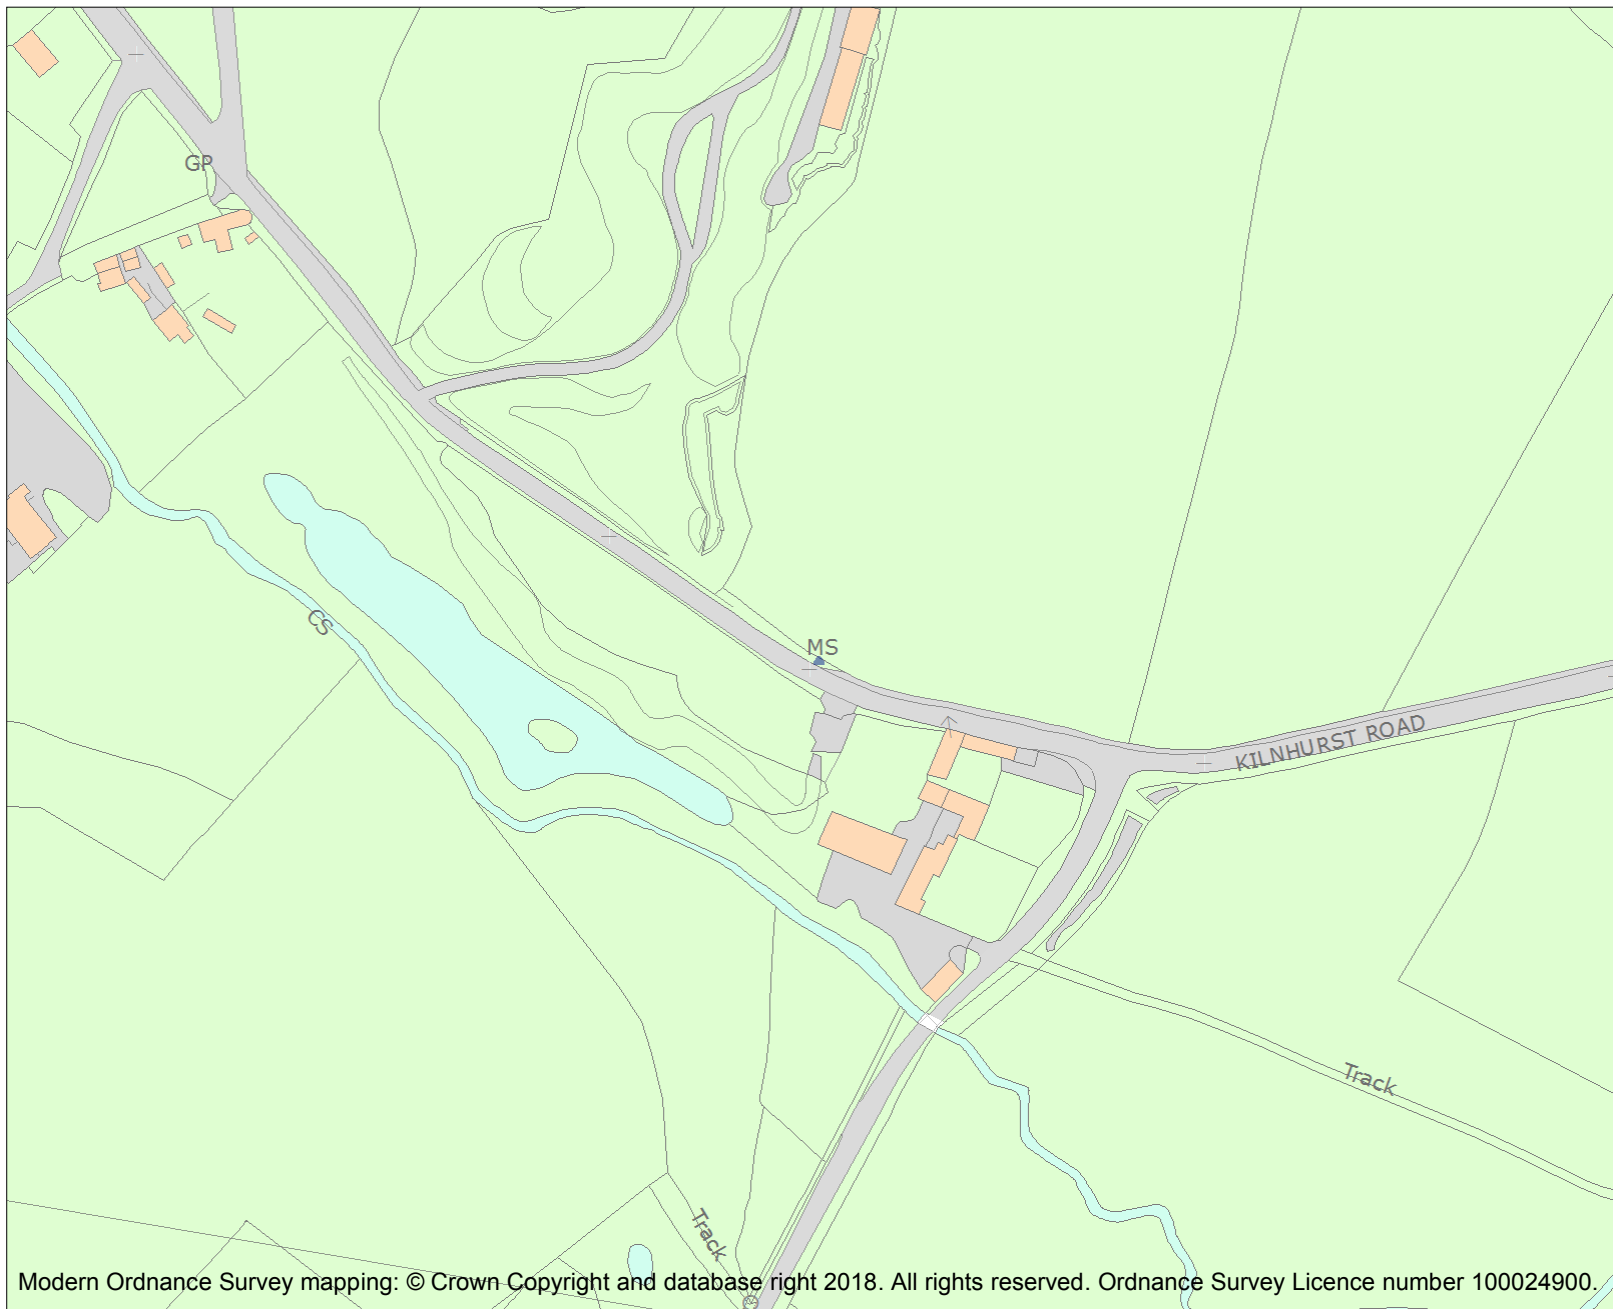 GP
CS
MS
KILNHURST ROAD
Track
Track
Modern Ordnance Survey mapping: © Crown Copyright and database right 2018. All rights reserved. Ordnance Survey Licence number 100024900.